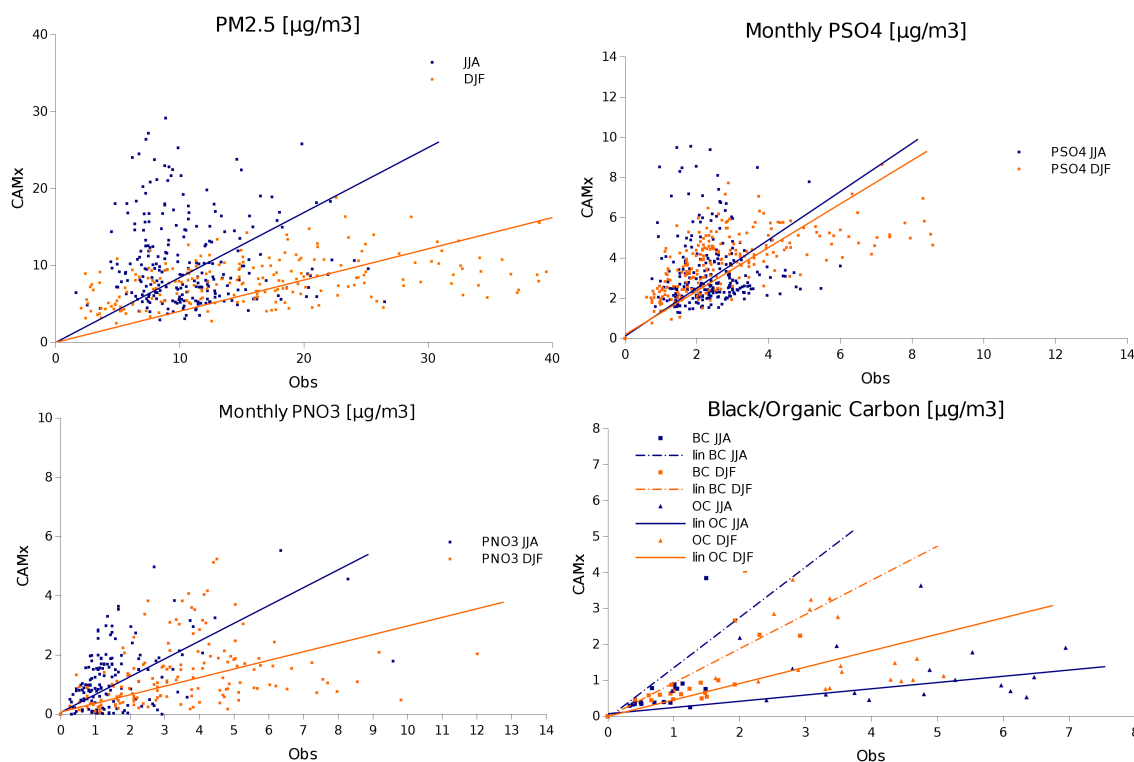 PM2.5 [µg/m3]
40
30
20
10
0
0 10 20 30 40
CAMx
Obs
JJA
DJF
Monthly PSO4 [µg/m3]
14
12
10
8
6
4
2
0
0 2 4 6 8 10 12 14
CAMx
Obs
PSO4 JJA
PSO4 DJF
Monthly PNO3 [µg/m3]
10
8
6
4
2
0
0 1 2 3 4 5 6 7 8 9 10 11 12 13 14
CAMx
Obs
PNO3 JJA
PNO3 DJF
Black/Organic Carbon [µg/m3]
8
7
6
5
4
3
2
1
0
0 1 2 3 4 5 6 7 8
CAMx
Obs
BC JJA
lin BC JJA
BC DJF
lin BC DJF
OC JJA
lin OC JJA
OC DJF
lin OC DJF